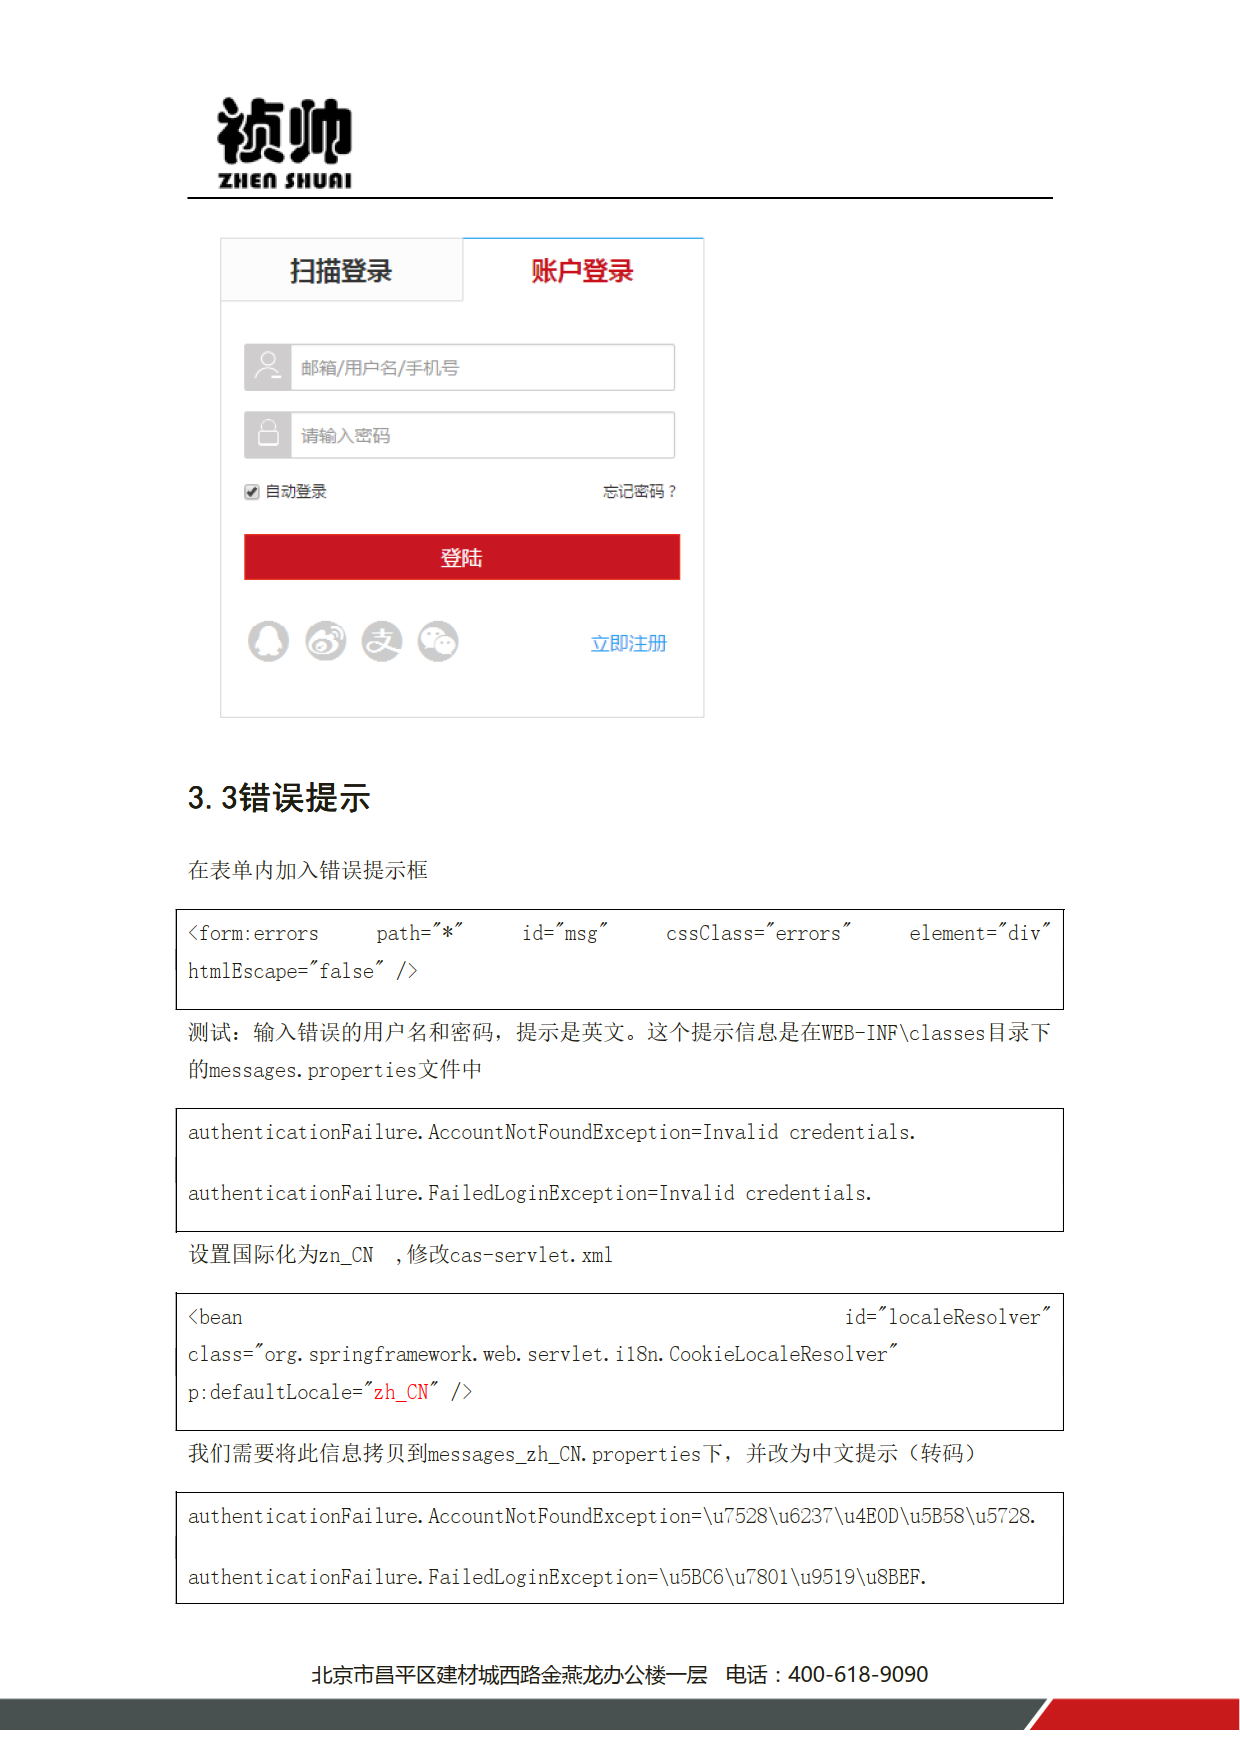 祯帅
ZHEN SHUAI
扫描登录 账户登录
邮箱/用户名/手机号
请输入密码
自动登录 忘记密码？
登陆
支 立即注册
3.3错误提示
在表单内加入错误提示框
<form:errors path="*" id="msg" cssClass="errors" element="div"
htmlEscape="false" />
测试：输入错误的用户名和密码，提示是英文。这个提示信息是在WEB-INF\classes目录下
的messages.properties文件中
authenticationFailure.AccountNotFoundException=Invalid credentials.
authenticationFailure.FailedLoginException=Invalid credentials.
设置国际化为zn_CN ,修改cas-servlet.xml
<bean id="localeResolver"
class="org.springframework.web.servlet.i18n.CookieLocaleResolver"
p:defaultLocale="zh_CN" />
我们需要将此信息拷贝到messages_zh_CN.properties下，并改为中文提示（转码）
authenticationFailure.AccountNotFoundException=\u7528\u6237\u4E0D\u5B58\u5728.
authenticationFailure.FailedLoginException=\u5BC6\u7801\u9519\u8BEF.
北京市昌平区建材城西路金燕龙办公楼一层 电话：400-618-9090